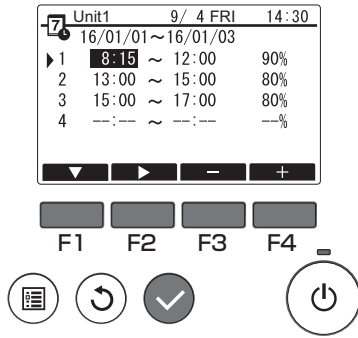 7 Unit1 9/ 4 FRI 14:30
16/01/01~16/01/03
1 8:15 ~ 12:00 90%
2 13:00 ~ 15:00 80%
3 15:00 ~ 17:00 80%
4 --:-- ~ --:-- --%
− +
F1 F2 F3 F4